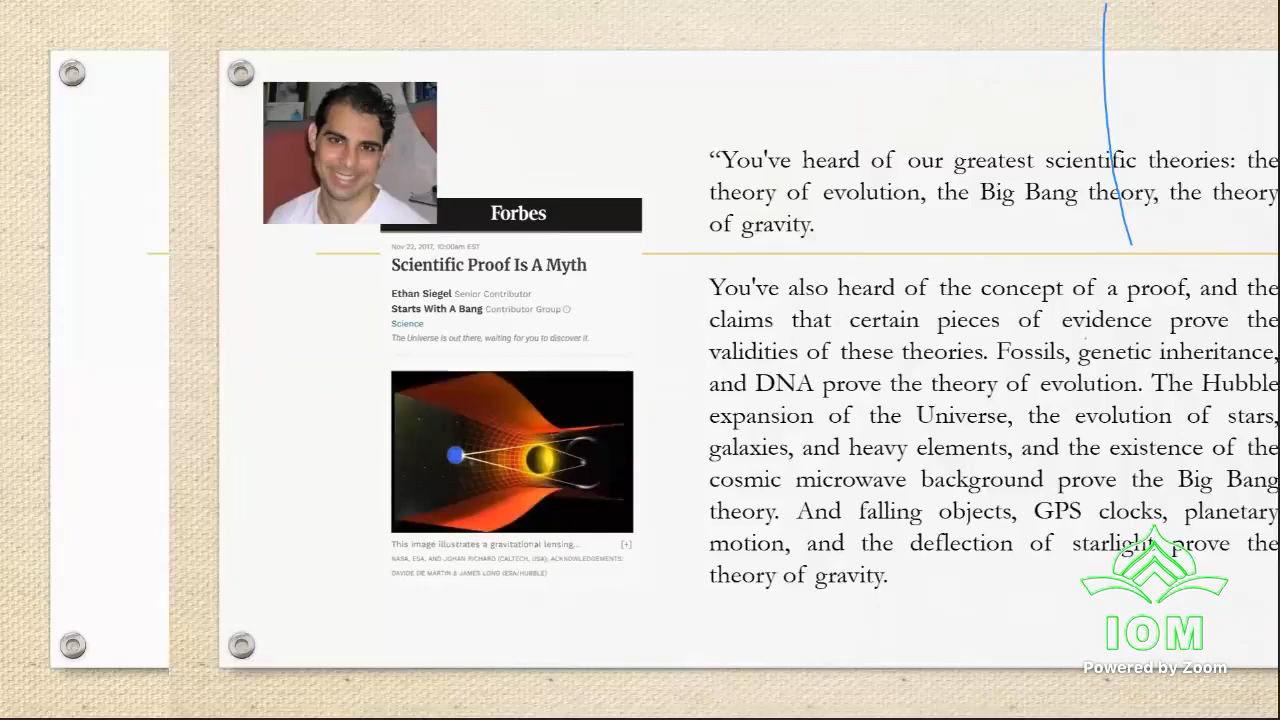 Forbes
Nov 22, 2017, 10:00am EST
Scientific Proof Is A Myth
Ethan Siegel Senior Contributor
Starts With A Bang Contributor Group
Science
The Universe is out there, waiting for you to discover it.
This image illustrates a gravitational lensing... [+]
NASA, ESA, AND JOHAN RICHARD (CALTECH, USA); ACKNOWLEDGEMENTS:
DAVIDE DE MARTIN & JAMES LONG (ESA/HUBBLE)
“You've heard of our greatest scientific theories: the
theory of evolution, the Big Bang theory, the theory
of gravity.
You've also heard of the concept of a proof, and the
claims that certain pieces of evidence prove the
validities of these theories. Fossils, genetic inheritance,
and DNA prove the theory of evolution. The Hubble
expansion of the Universe, the evolution of stars,
galaxies, and heavy elements, and the existence of the
cosmic microwave background prove the Big Bang
theory. And falling objects, GPS clocks, planetary
motion, and the deflection of starlight prove the
theory of gravity.
IOM
Powered by Zoom